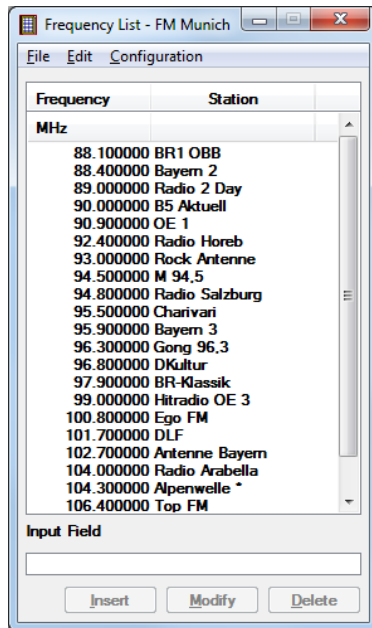 Frequency List - FM Munich
File Edit Configuration
Frequency Station
MHz
88.100000 BR1 OBB
88.400000 Bayern 2
89.000000 Radio 2 Day
90.000000 B5 Aktuell
90.900000 OE 1
92.400000 Radio Horeb
93.000000 Rock Antenne
94.500000 M 94,5
94.800000 Radio Salzburg
95.500000 Charivari
95.900000 Bayern 3
96.300000 Gong 96,3
96.800000 DKultur
97.900000 BR-Klassik
99.000000 Hitradio OE 3
100.800000 Ego FM
101.700000 DLF
102.700000 Antenne Bayern
104.000000 Radio Arabella
104.300000 Alpenwelle *
106.400000 Top FM
Input Field
Insert Modify Delete